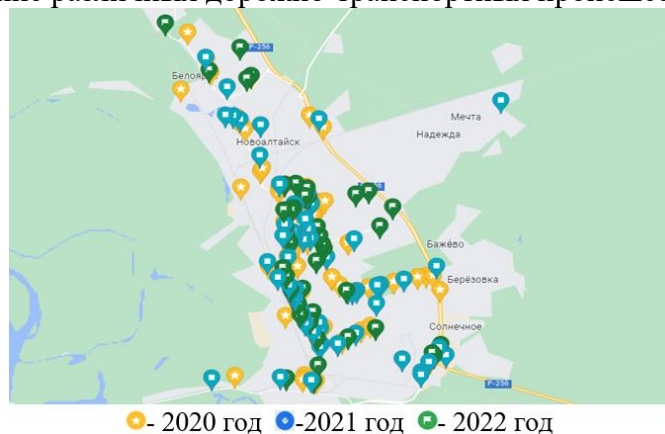 Р-256
Белояр
Мечта
Надежда
Новоалтайск
Бажёво
Берёзовка
Солнечное
Р-256
- 2020 год -2021 год - 2022 год